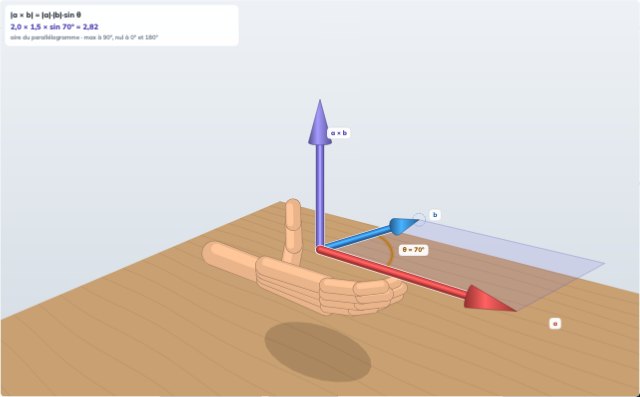 |a × b| = |a|·|b|·sin θ
2,0 × 1,5 × sin 70° = 2,82
aire du parallélogramme · max à 90°, nul à 0° et 180°
a × b
b
θ = 70°
a